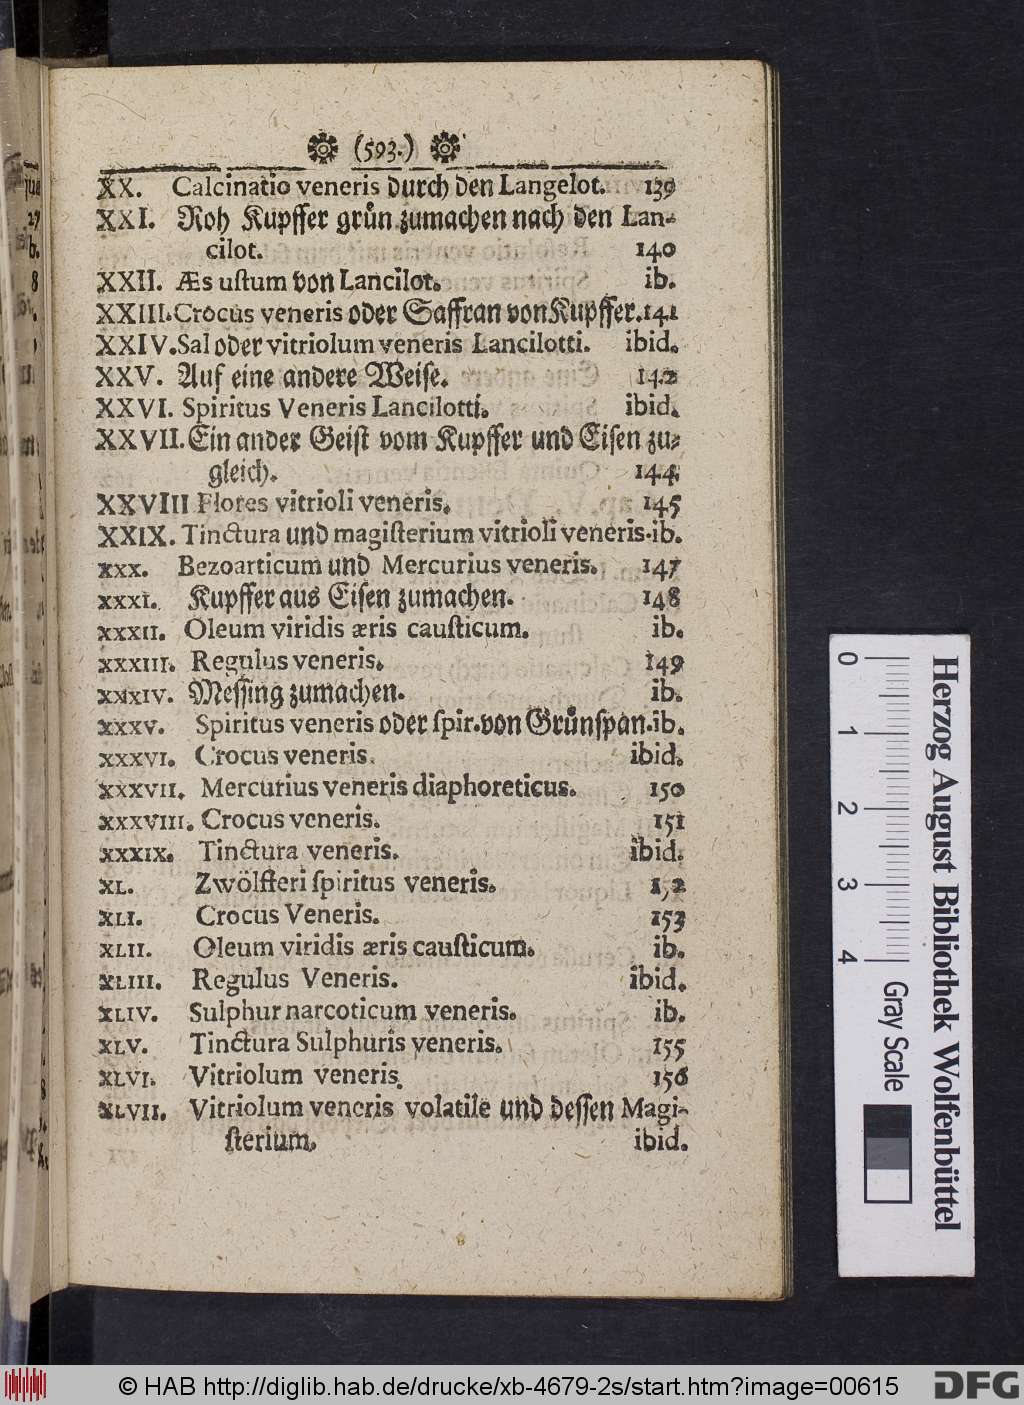 (593.)
XX. Calcinatio veneris durch den Langelot. 139
XXI. Roh Kupffer grůn zumachen nach den Lan-
cilot. 140
XXII. Æs ustum von Lancilot. ib.
XXIII. Crocus veneris oder Saffran von Kupffer. 141
XXIV. Sal oder vitriolum veneris Lancilotti. ibid.
XXV. Auf eine andere Weise. 142
XXVI. Spiritus Veneris Lancilotti. ibid.
XXVII. Ein ander Geist vom Kupffer und Eisen zu-
gleich. 144
XXVIII Flores vitrioli veneris. 145
XXIX. Tinctura und magisterium vitrioli veneris. ib.
XXX. Bezoarticum und Mercurius veneris. 147
XXXI. Kupffer aus Eisen zumachen. 148
XXXII. Oleum viridis æris causticum. ib.
XXXIII. Regulus veneris. 149
XXXIV. Messing zumachen. ib.
XXXV. Spiritus veneris oder spir. von Grůnspan. ib.
XXXVI. Crocus veneris. ibid.
XXXVII. Mercurius veneris diaphoreticus. 150
XXXVIII. Crocus veneris. 151
XXXIX. Tinctura veneris. ibid.
XL. Zwölfferi spiritus veneris. 152
XLI. Crocus Veneris. 153
XLII. Oleum viridis æris causticum. ib.
XLIII. Regulus Veneris. ibid.
XLIV. Sulphur narcoticum veneris. ib.
XLV. Tinctura Sulphuris veneris. 155
XLVI. Vitriolum veneris. 156
XLVII. Vitriolum veneris volatile und dessen Magi-
sterium. ibid.
Herzog August Bibliothek Wolfenbüttel
0 1 2 3 4
Gray Scale
© HAB http://diglib.hab.de/drucke/xb-4679-2s/start.htm?image=00615
DFG